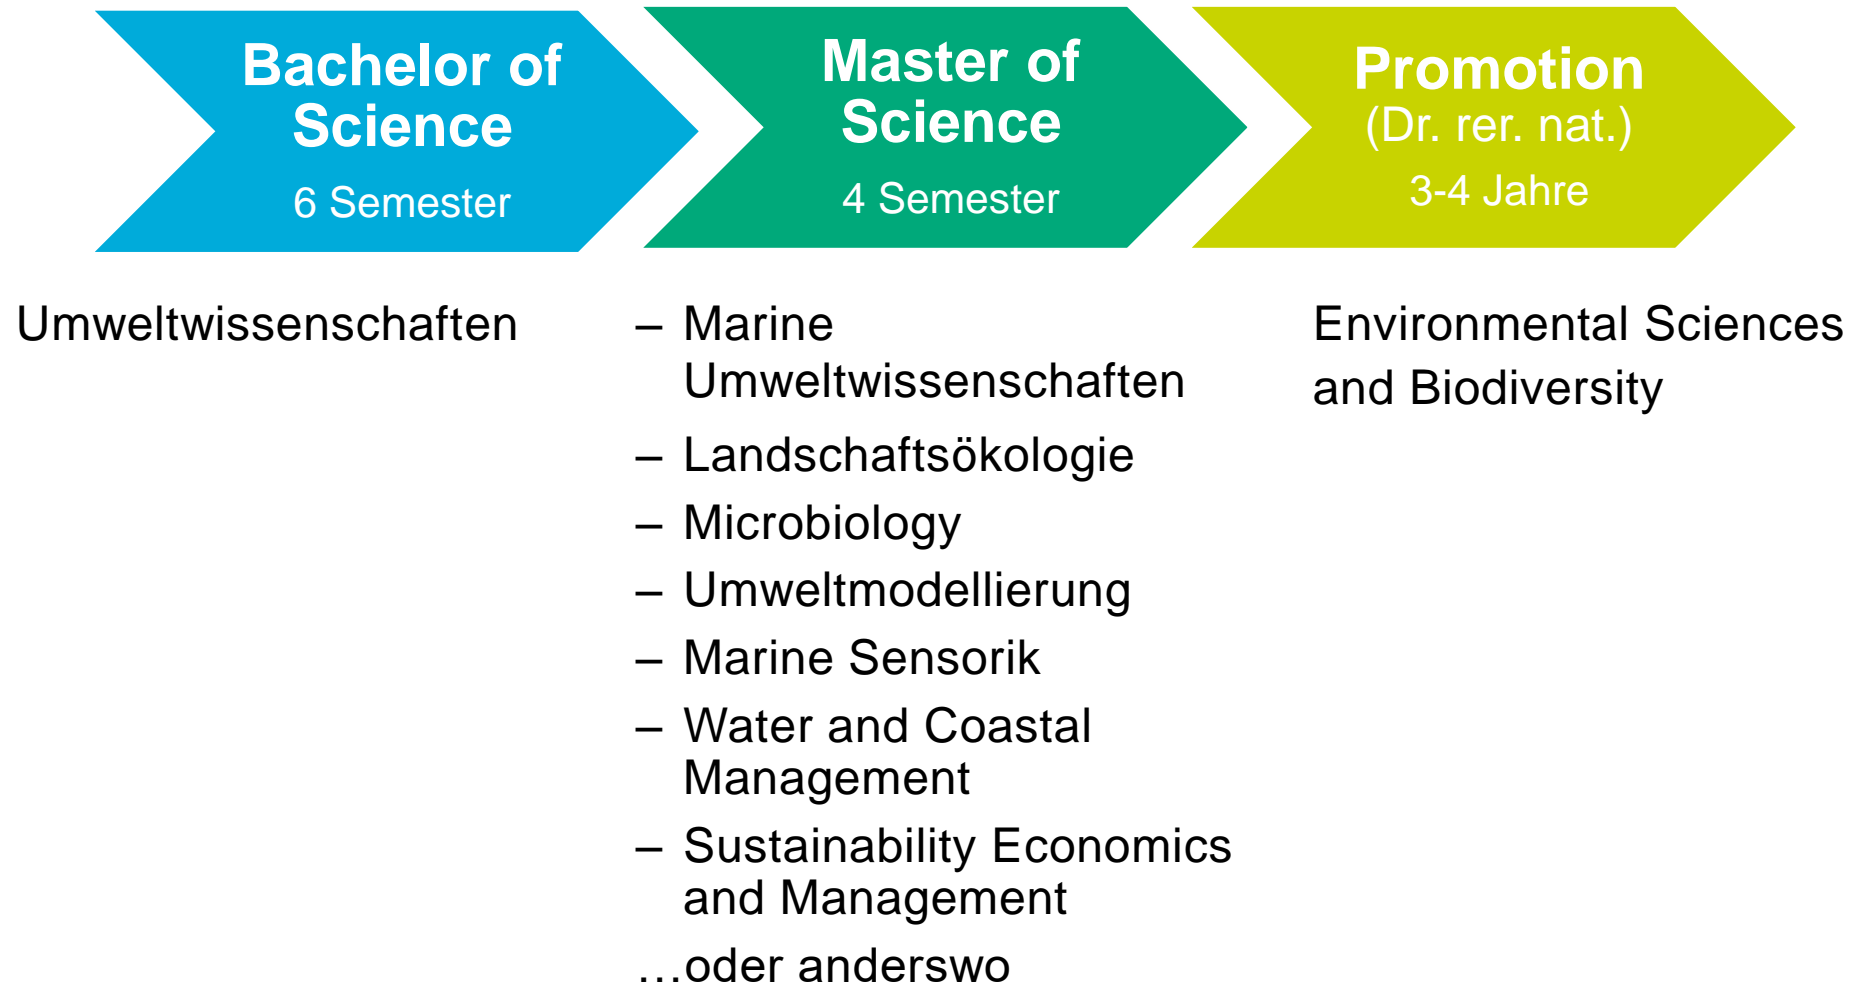 Bachelor of
Science
6 Semester
Master of
Science
4 Semester
Promotion
(Dr. rer. nat.)
3-4 Jahre
Umweltwissenschaften
– Marine
Umweltwissenschaften
– Landschaftsökologie
– Microbiology
– Umweltmodellierung
– Marine Sensorik
– Water and Coastal
Management
– Sustainability Economics
and Management
…oder anderswo
Environmental Sciences
and Biodiversity